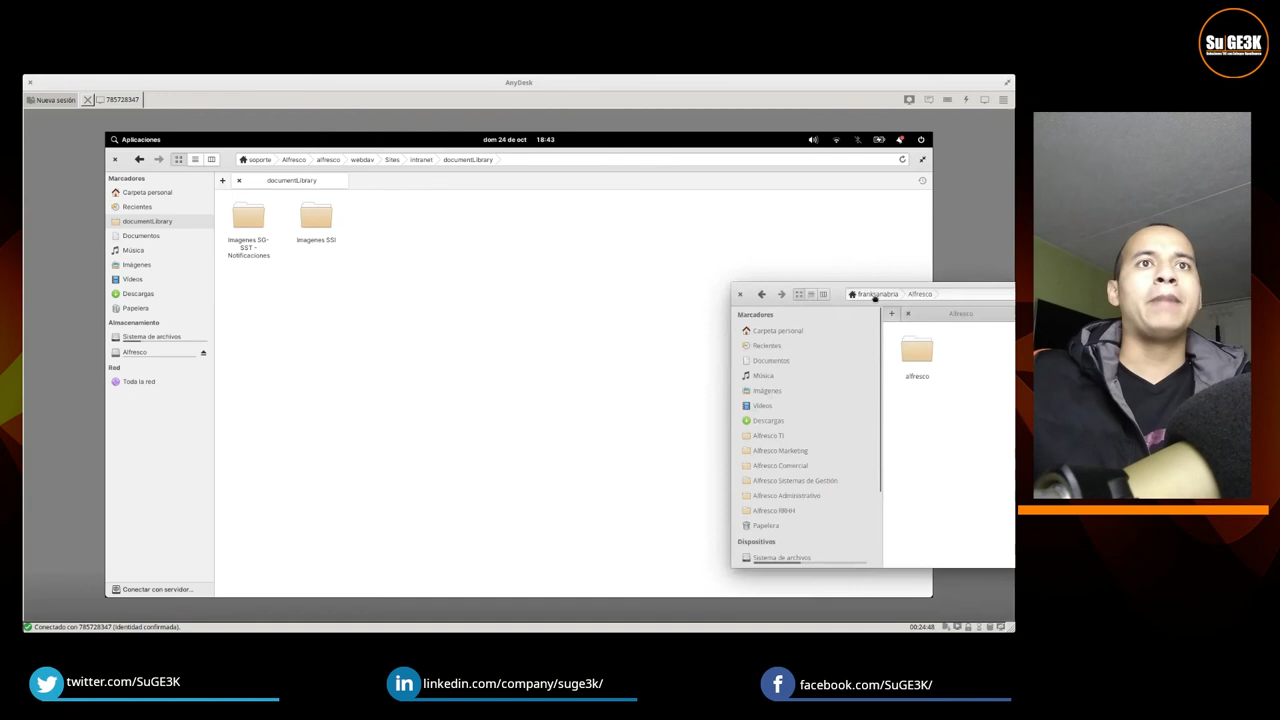 SuGE3K
AnyDesk
Nueva sesión
785728347
Aplicaciones
dom 24 de oct 18:43
soporte Alfresco alfresco webdav Sites intranet documentLibrary
Marcadores
documentLibrary
Carpeta personal
Recientes
documentLibrary
Documentos
Música
Imágenes
Vídeos
Descargas
Papelera
Almacenamiento
Sistema de archivos
Alfresco
Red
Toda la red
Conectar con servidor...
Imagenes SG-
SST -
Notificaciones
Imagenes SSI
franksanabria Alfresco
Marcadores
Alfresco
Carpeta personal
Recientes
Documentos
Música
Imágenes
Vídeos
Descargas
Alfresco TI
Alfresco Marketing
Alfresco Comercial
Alfresco Sistemas de Gestión
Alfresco Administrativo
Alfresco RRHH
Papelera
Dispositivos
Sistema de archivos
alfresco
Conectado con 785728347 (Identidad confirmada).
00:24:48
twitter.com/SuGE3K
linkedin.com/company/suge3k/
facebook.com/SuGE3K/